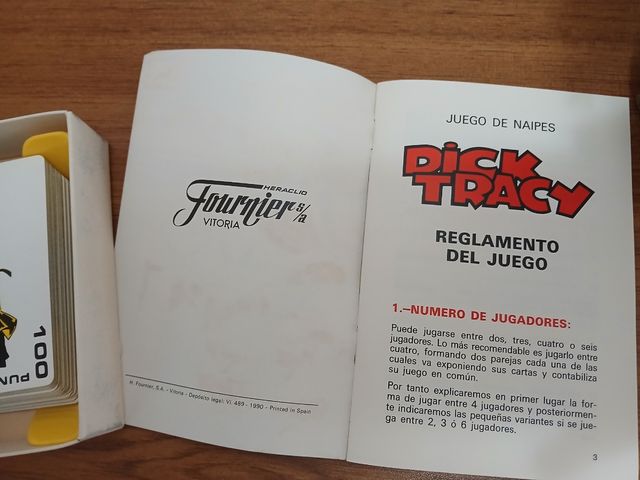 HERACLIO
Fournier s/a
VITORIA
H. Fournier, S.A. - Vitoria - Depósito legal: VI. 489 - 1990 - Printed in Spain
JUEGO DE NAIPES
DICK
TRACY
REGLAMENTO
DEL JUEGO
1.–NUMERO DE JUGADORES:
Puede jugarse entre dos, tres, cuatro o seis
jugadores. Lo más recomendable es jugarlo entre
cuatro, formando dos parejas cada una de las
cuales va exponiendo sus cartas y contabiliza
su juego en común.
Por tanto explicaremos en primer lugar la for-
ma de jugar entre 4 jugadores y posteriormen-
te indicaremos las pequeñas variantes si se jue-
ga entre 2, 3 ó 6 jugadores.
3
100
PUN